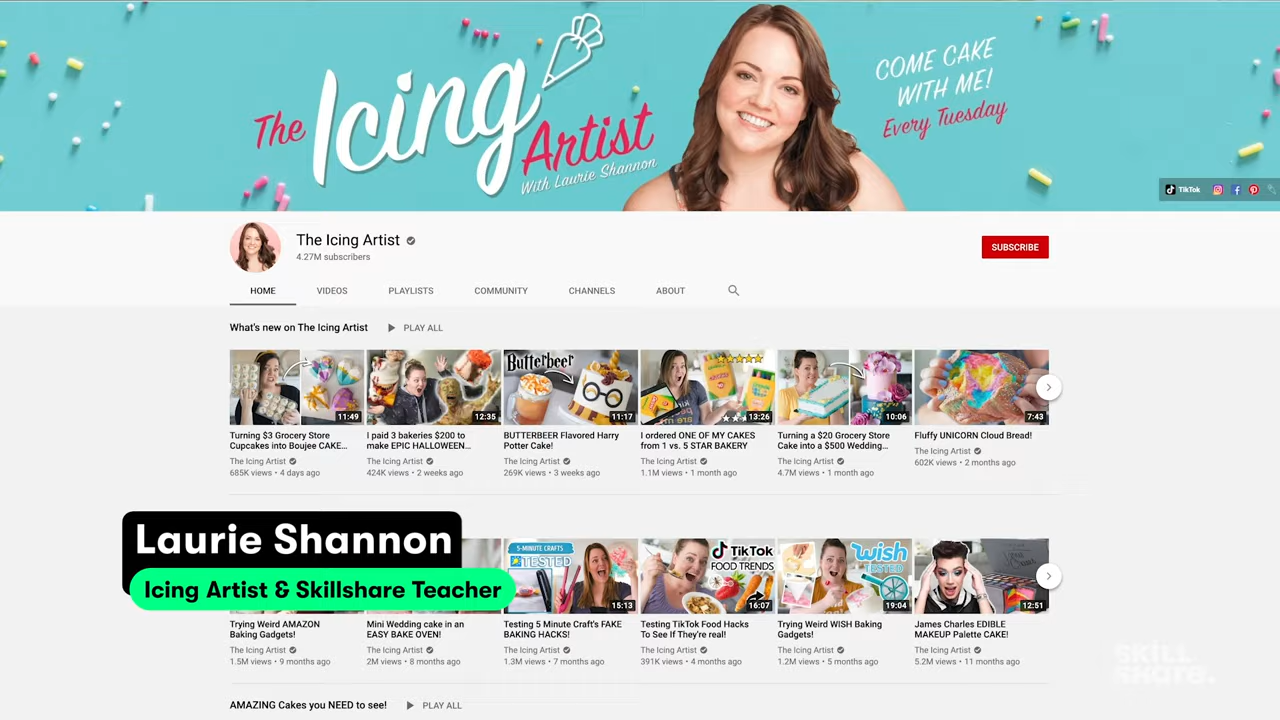 The Icing Artist
With Laurie Shannon
COME CAKE
WITH ME!
Every Tuesday
TikTok
The Icing Artist
4.27M subscribers
SUBSCRIBE
HOME VIDEOS PLAYLISTS COMMUNITY CHANNELS ABOUT
What's new on The Icing Artist PLAY ALL
11:49
12:35
Butterbeer
11:17
13:26
10:06
7:43
Turning $3 Grocery Store
Cupcakes into Boujee CAKE...
The Icing Artist
685K views • 4 days ago
I paid 3 bakeries $200 to
make EPIC HALLOWEEN...
The Icing Artist
424K views • 2 weeks ago
BUTTERBEER Flavored Harry
Potter Cake!
The Icing Artist
269K views • 3 weeks ago
I ordered ONE OF MY CAKES
from 1 vs. 5 STAR BAKERY
The Icing Artist
1.1M views • 1 month ago
Turning a $20 Grocery Store
Cake into a $500 Wedding...
The Icing Artist
4.7M views • 1 month ago
Fluffy UNICORN Cloud Bread!
The Icing Artist
602K views • 2 months ago
Laurie Shannon
Icing Artist & Skillshare Teacher
5-MINUTE CRAFTS
TESTED
15:13
TikTok
FOOD TRENDS
16:07
wish
TESTED
19:04
12:51
Trying Weird AMAZON
Baking Gadgets!
The Icing Artist
1.5M views • 9 months ago
Mini Wedding cake in an
EASY BAKE OVEN!
The Icing Artist
2M views • 8 months ago
Testing 5 Minute Craft's FAKE
BAKING HACKS!
The Icing Artist
1.3M views • 7 months ago
Testing TikTok Food Hacks
To See If They're real!
The Icing Artist
391K views • 4 months ago
Trying Weird WISH Baking
Gadgets!
The Icing Artist
1.2M views • 5 months ago
James Charles EDIBLE
MAKEUP Palette CAKE!
The Icing Artist
5.2M views • 11 months ago
AMAZING Cakes you NEED to see! PLAY ALL
SKILL
SHare.